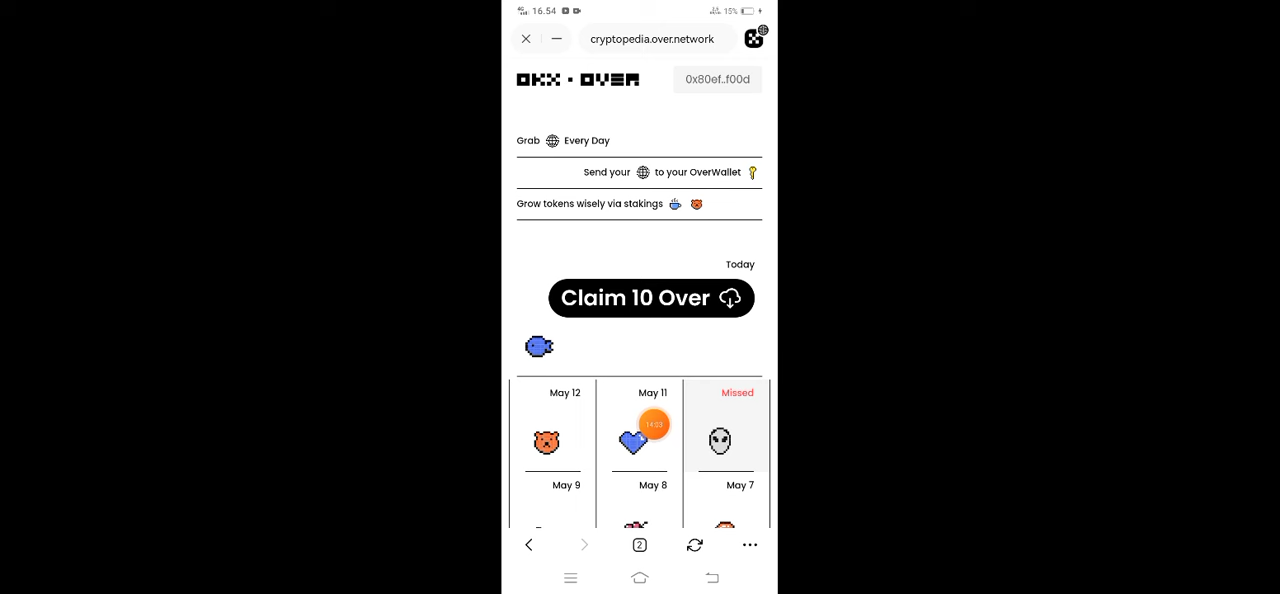 4G 16.54 15%
cryptopedia.over.network
OKX · OVER 0x80ef..f00d
Grab Every Day
Send your to your OverWallet
Grow tokens wisely via stakings
Today
Claim 10 Over
May 12 May 11 Missed
14:03
May 9 May 8 May 7
2